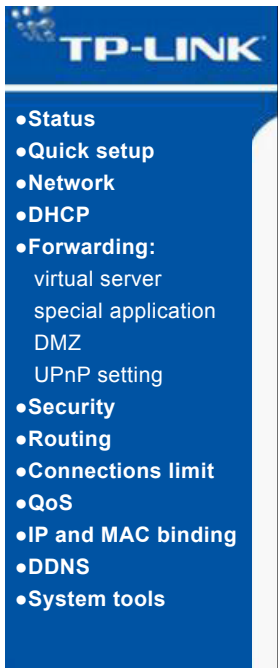 TP-LINK
●Status
●Quick setup
●Network
●DHCP
●Forwarding:
virtual server
special application
DMZ
UPnP setting
●Security
●Routing
●Connections limit
●QoS
●IP and MAC binding
●DDNS
●System tools